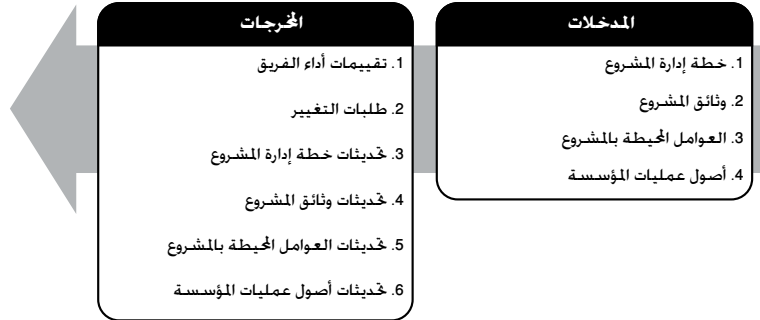 المدخلات
1. خطة إدارة المشروع
2. وثائق المشروع
3. العوامل المحيطة بالمشروع
4. أصول عمليات المؤسسة
المخرجات
1. تقييمات أداء الفريق
2. طلبات التغيير
3. تحديثات خطة إدارة المشروع
4. تحديثات وثائق المشروع
5. تحديثات العوامل المحيطة بالمشروع
6. تحديثات أصول عمليات المؤسسة